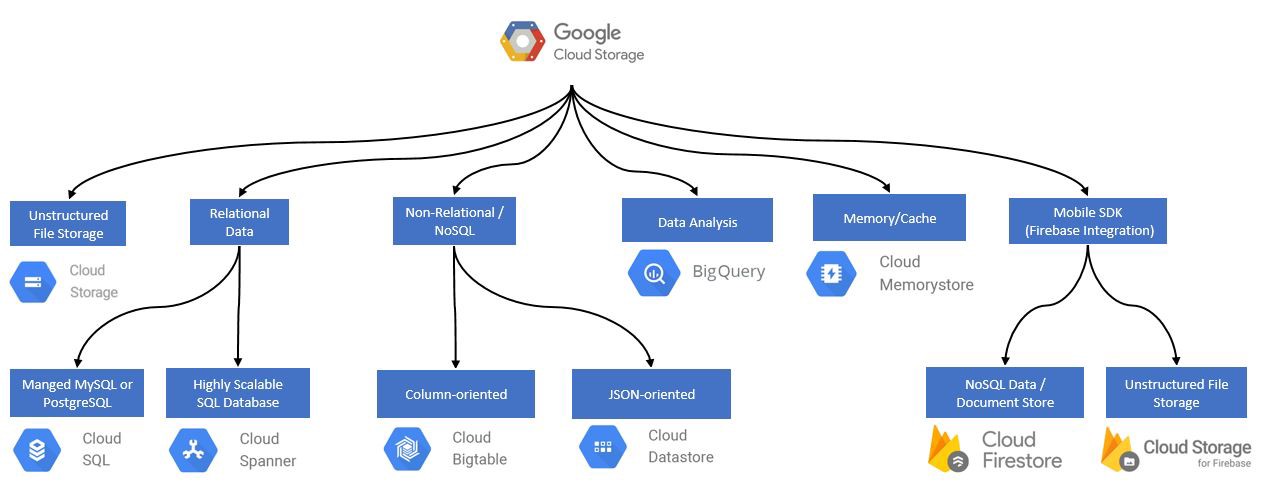 Google
Cloud Storage
Unstructured
File Storage
Cloud
Storage
Relational
Data
Non-Relational /
NoSQL
Data Analysis
BigQuery
Memory/Cache
Cloud
Memorystore
Mobile SDK
(Firebase Integration)
Manged MySQL or
PostgreSQL
Cloud
SQL
Highly Scalable
SQL Database
Cloud
Spanner
Column-oriented
Cloud
Bigtable
JSON-oriented
Cloud
Datastore
NoSQL Data /
Document Store
Cloud
Firestore
Unstructured File
Storage
Cloud Storage
for Firebase